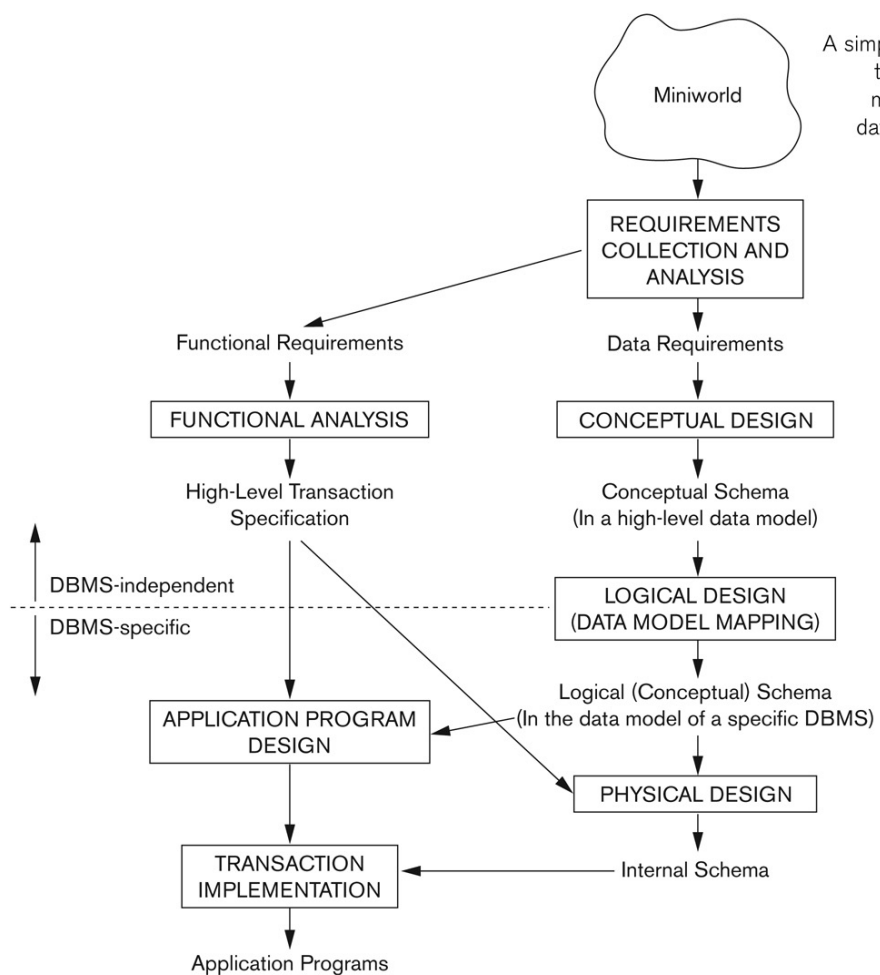 Miniworld
A simp
t
n
da
REQUIREMENTS
COLLECTION AND
ANALYSIS
Functional Requirements
Data Requirements
FUNCTIONAL ANALYSIS
CONCEPTUAL DESIGN
High-Level Transaction
Specification
Conceptual Schema
(In a high-level data model)
DBMS-independent
DBMS-specific
LOGICAL DESIGN
(DATA MODEL MAPPING)
Logical (Conceptual) Schema
(In the data model of a specific DBMS)
APPLICATION PROGRAM
DESIGN
PHYSICAL DESIGN
TRANSACTION
IMPLEMENTATION
Internal Schema
Application Programs